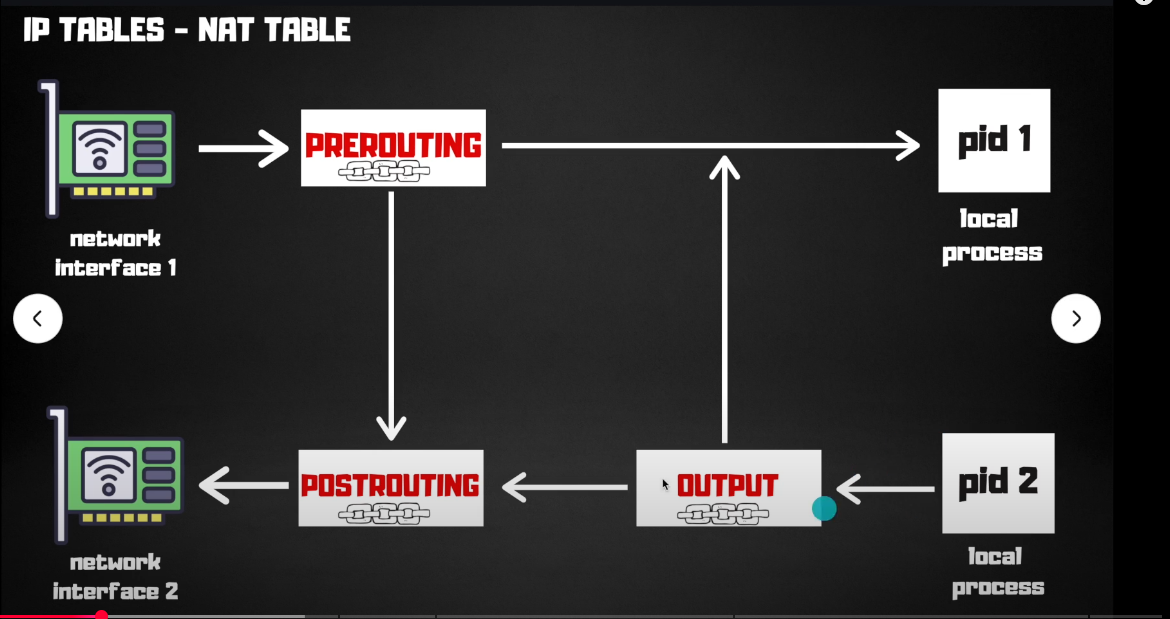 IP TABLES - NAT TABLE
PREROUTING
pid 1
network
interface 1
local
process
POSTROUTING
OUTPUT
pid 2
network
interface 2
local
process